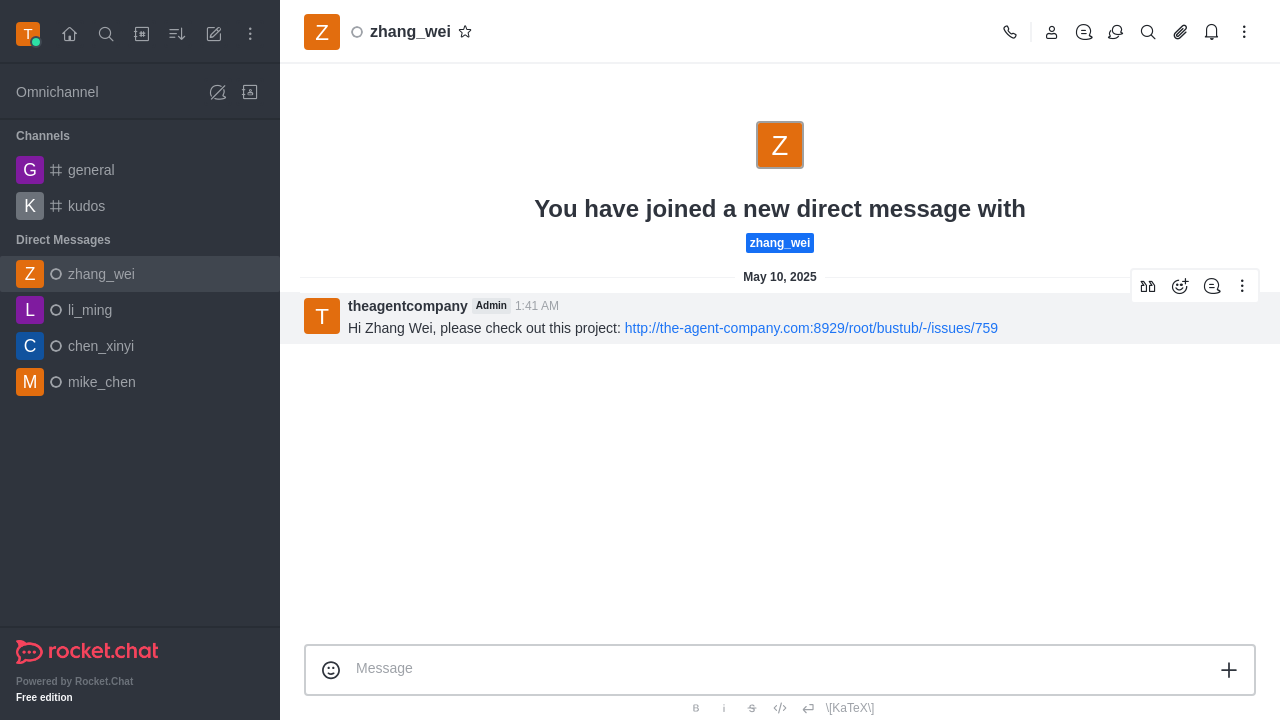 T
Omnichannel
Channels
G general
K kudos
Direct Messages
Z zhang_wei
L li_ming
C chen_xinyi
M mike_chen
rocket.chat
Powered by Rocket.Chat
Free edition
Z zhang_wei
Z
You have joined a new direct message with
zhang_wei
May 10, 2025
T theagentcompany Admin 1:41 AM
Hi Zhang Wei, please check out this project: http://the-agent-company.com:8929/root/bustub/-/issues/759
Message
B i S </> \[KaTeX\]